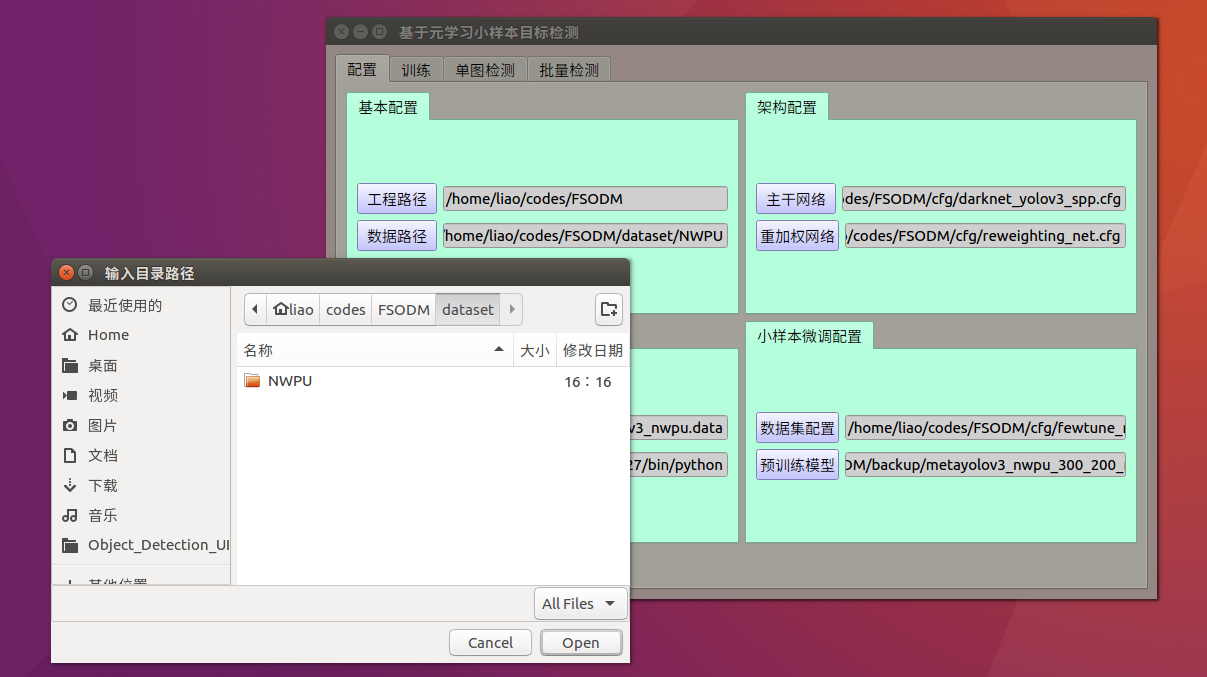 基于元学习小样本目标检测
配置 训练 单图检测 批量检测
基本配置
工程路径 /home/liao/codes/FSODM
数据路径 /home/liao/codes/FSODM/dataset/NWPU
架构配置
主干网络 des/FSODM/cfg/darknet_yolov3_spp.cfg
重加权网络 /codes/FSODM/cfg/reweighting_net.cfg
v3_nwpu.data
27/bin/python
小样本微调配置
数据集配置 /home/liao/codes/FSODM/cfg/fewtune_
预训练模型 DM/backup/metayolov3_nwpu_300_200_
输入目录路径
最近使用的
Home
桌面
视频
图片
文档
下载
音乐
Object_Detection_UI
其他位置
liao codes FSODM dataset
名称 大小 修改日期
NWPU 16：16
All Files
Cancel Open